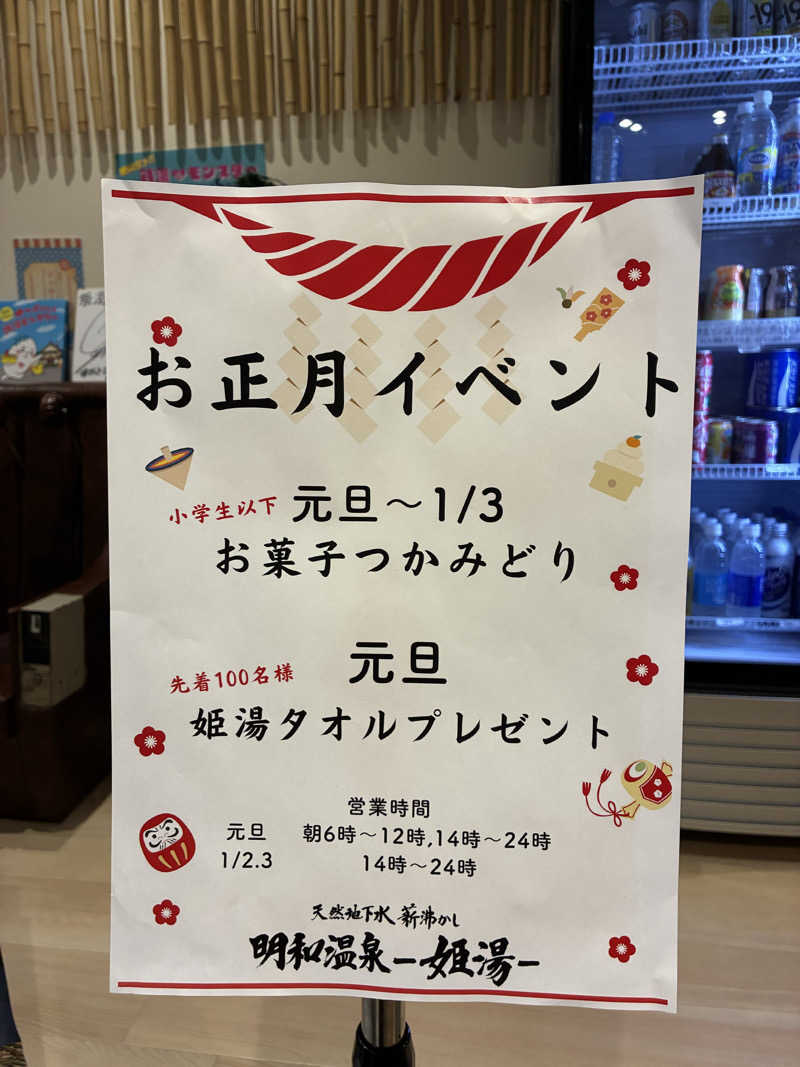 お正月イベント
小学生以下 元旦～1/3
お菓子つかみどり
先着100名様 元旦
姫湯タオルプレゼント
営業時間
元旦 朝6時～12時,14時～24時
1/2.3 14時～24時
天然地下水 薪沸かし
明和温泉ー姫湯ー